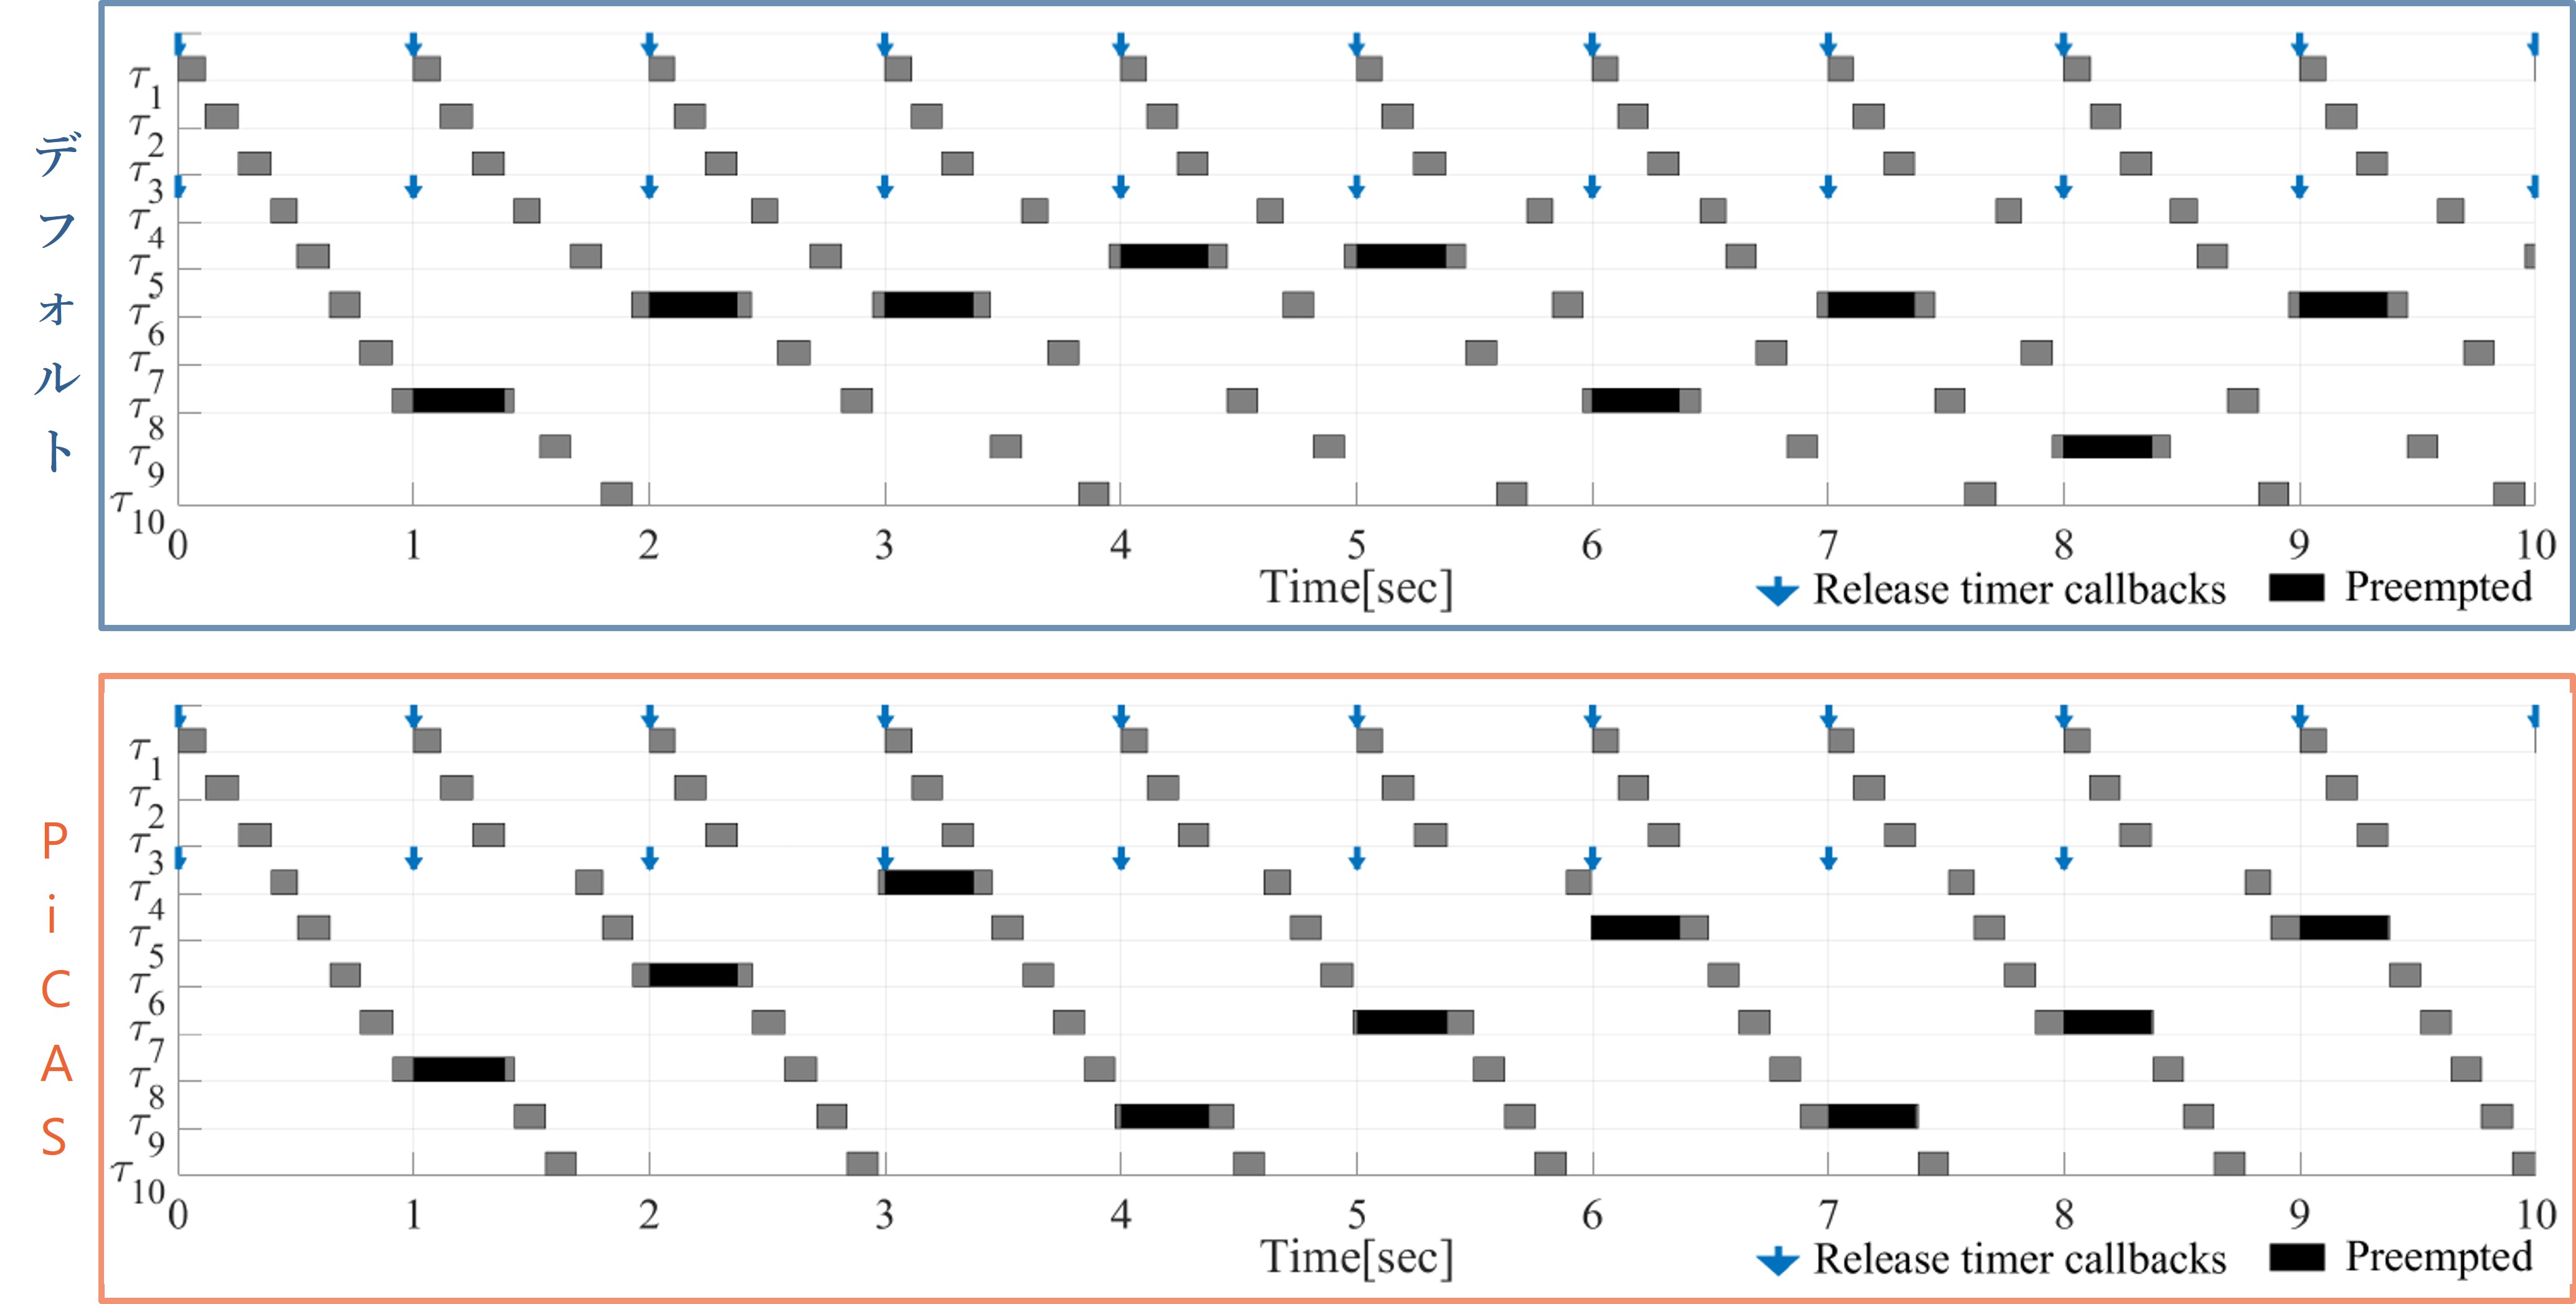 デフォルト
τ1
τ2
τ3
τ4
τ5
τ6
τ7
τ8
τ9
τ10
0 1 2 3 4 5 6 7 8 9 10
Time[sec]
Release timer callbacks
Preempted
PiCAS
τ1
τ2
τ3
τ4
τ5
τ6
τ7
τ8
τ9
τ10
0 1 2 3 4 5 6 7 8 9 10
Time[sec]
Release timer callbacks
Preempted